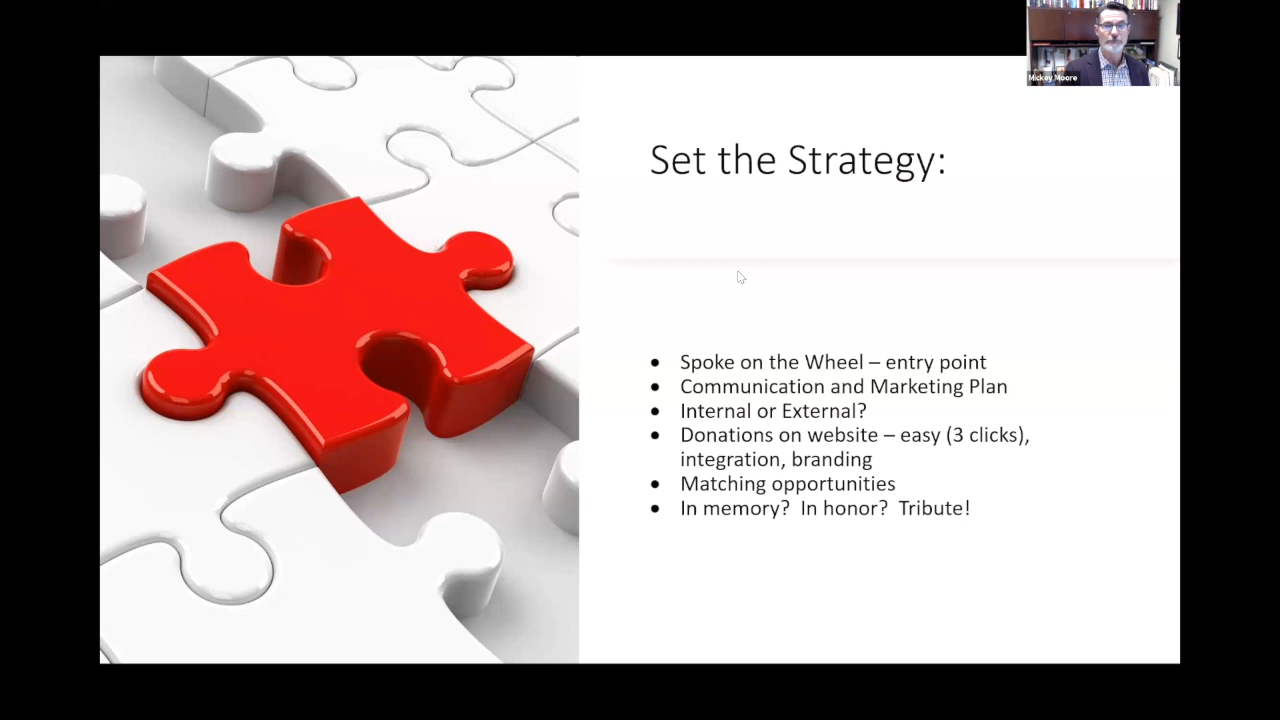 Mickey Moore
Set the Strategy:
• Spoke on the Wheel – entry point
• Communication and Marketing Plan
• Internal or External?
• Donations on website – easy (3 clicks),
integration, branding
• Matching opportunities
• In memory? In honor? Tribute!